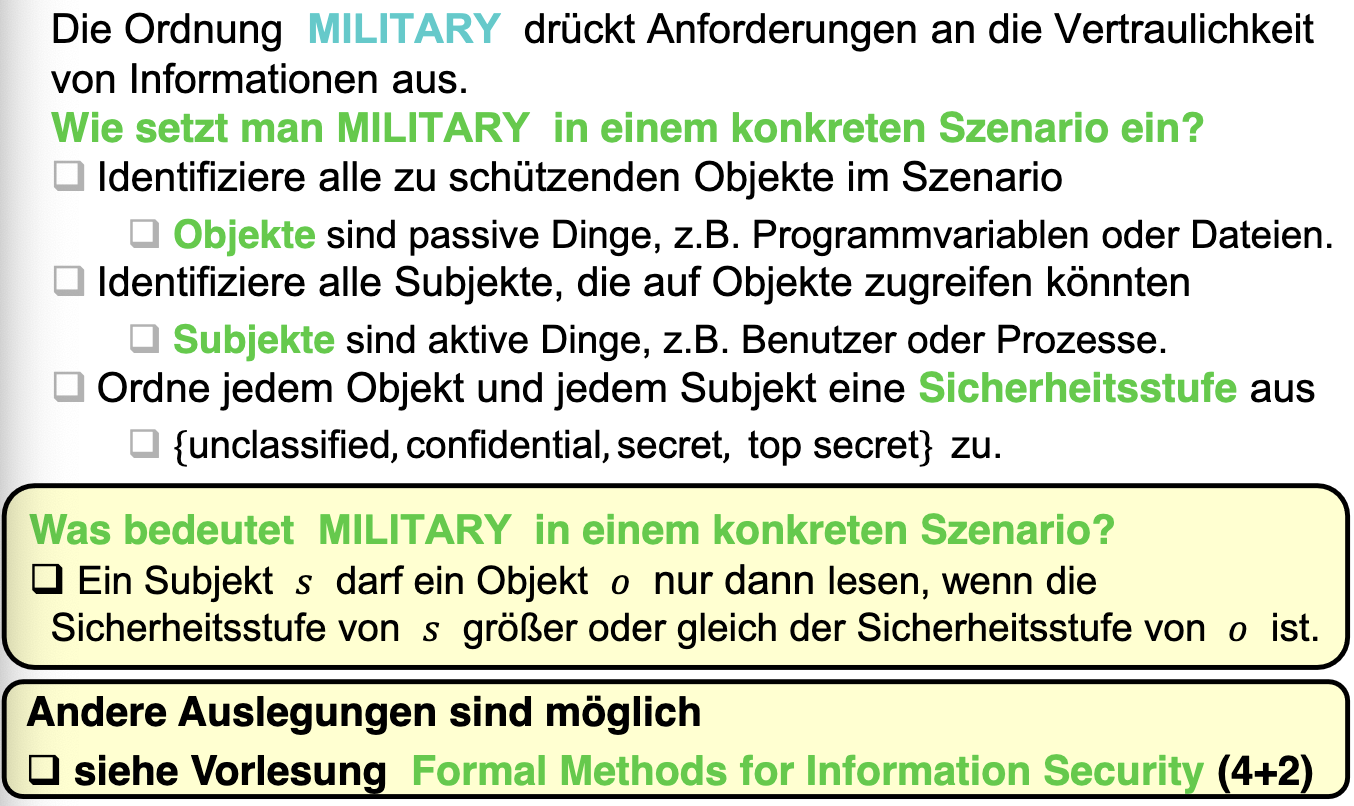 Die Ordnung MILITARY drückt Anforderungen an die Vertraulichkeit
von Informationen aus.
Wie setzt man MILITARY in einem konkreten Szenario ein?
❑ Identifiziere alle zu schützenden Objekte im Szenario
❑ Objekte sind passive Dinge, z.B. Programmvariablen oder Dateien.
❑ Identifiziere alle Subjekte, die auf Objekte zugreifen könnten
❑ Subjekte sind aktive Dinge, z.B. Benutzer oder Prozesse.
❑ Ordne jedem Objekt und jedem Subjekt eine Sicherheitsstufe aus
❑ {unclassified, confidential, secret, top secret} zu.
Was bedeutet MILITARY in einem konkreten Szenario?
❑ Ein Subjekt s darf ein Objekt o nur dann lesen, wenn die
Sicherheitsstufe von s größer oder gleich der Sicherheitsstufe von o ist.
Andere Auslegungen sind möglich
❑ siehe Vorlesung Formal Methods for Information Security (4+2)